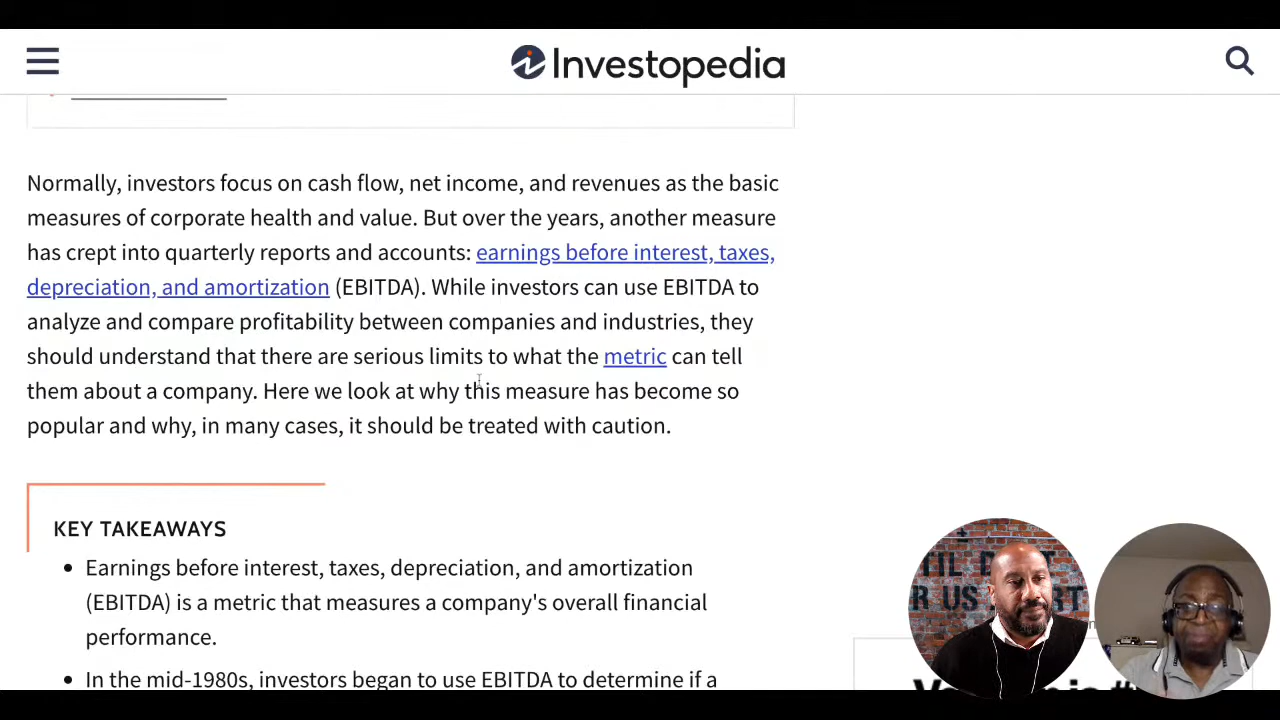 Investopedia
Normally, investors focus on cash flow, net income, and revenues as the basic
measures of corporate health and value. But over the years, another measure
has crept into quarterly reports and accounts: earnings before interest, taxes,
depreciation, and amortization (EBITDA). While investors can use EBITDA to
analyze and compare profitability between companies and industries, they
should understand that there are serious limits to what the metric can tell
them about a company. Here we look at why this measure has become so
popular and why, in many cases, it should be treated with caution.
KEY TAKEAWAYS
• Earnings before interest, taxes, depreciation, and amortization
(EBITDA) is a metric that measures a company's overall financial
performance.
• In the mid-1980s, investors began to use EBITDA to determine if a